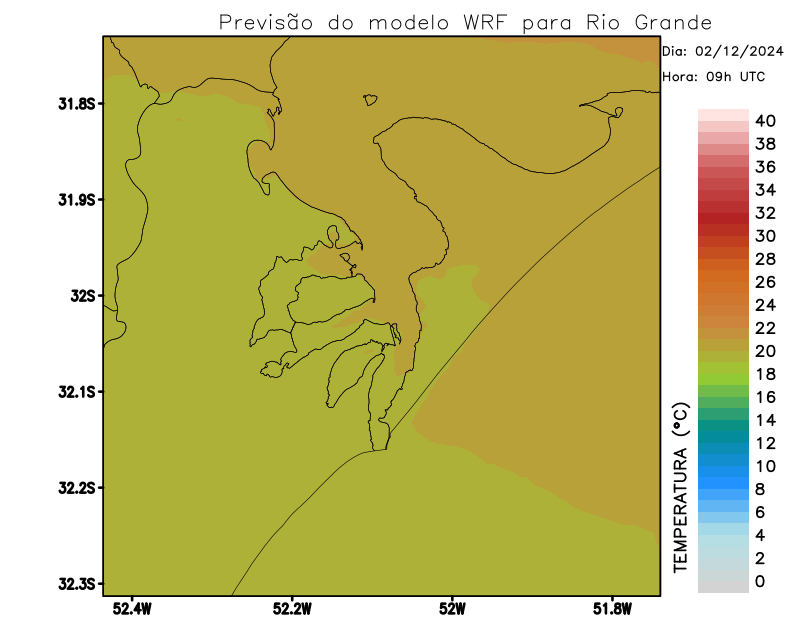 Previsão do modelo WRF para Rio Grande
Dia: 02/12/2024
Hora: 09h UTC
31.8S
31.9S
32S
32.1S
32.2S
32.3S
52.4W
52.2W
52W
51.8W
40
38
36
34
32
30
28
26
24
22
20
18
16
14
12
10
8
6
4
2
0
TEMPERATURA (°C)